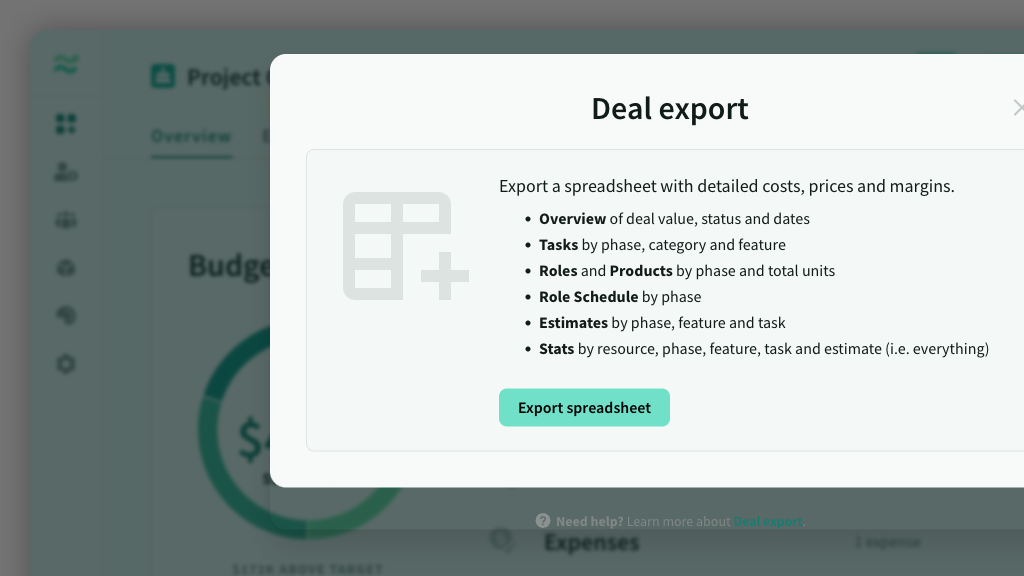 Project
Deal export
Overview
Export a spreadsheet with detailed costs, prices and margins.
• Overview of deal value, status and dates
• Tasks by phase, category and feature
• Roles and Products by phase and total units
• Role Schedule by phase
• Estimates by phase, feature and task
• Stats by resource, phase, feature, task and estimate (i.e. everything)
Budge
Export spreadsheet
$
Need help? Learn more about Deal export.
Expenses
1 expense
$172K ABOVE TARGET